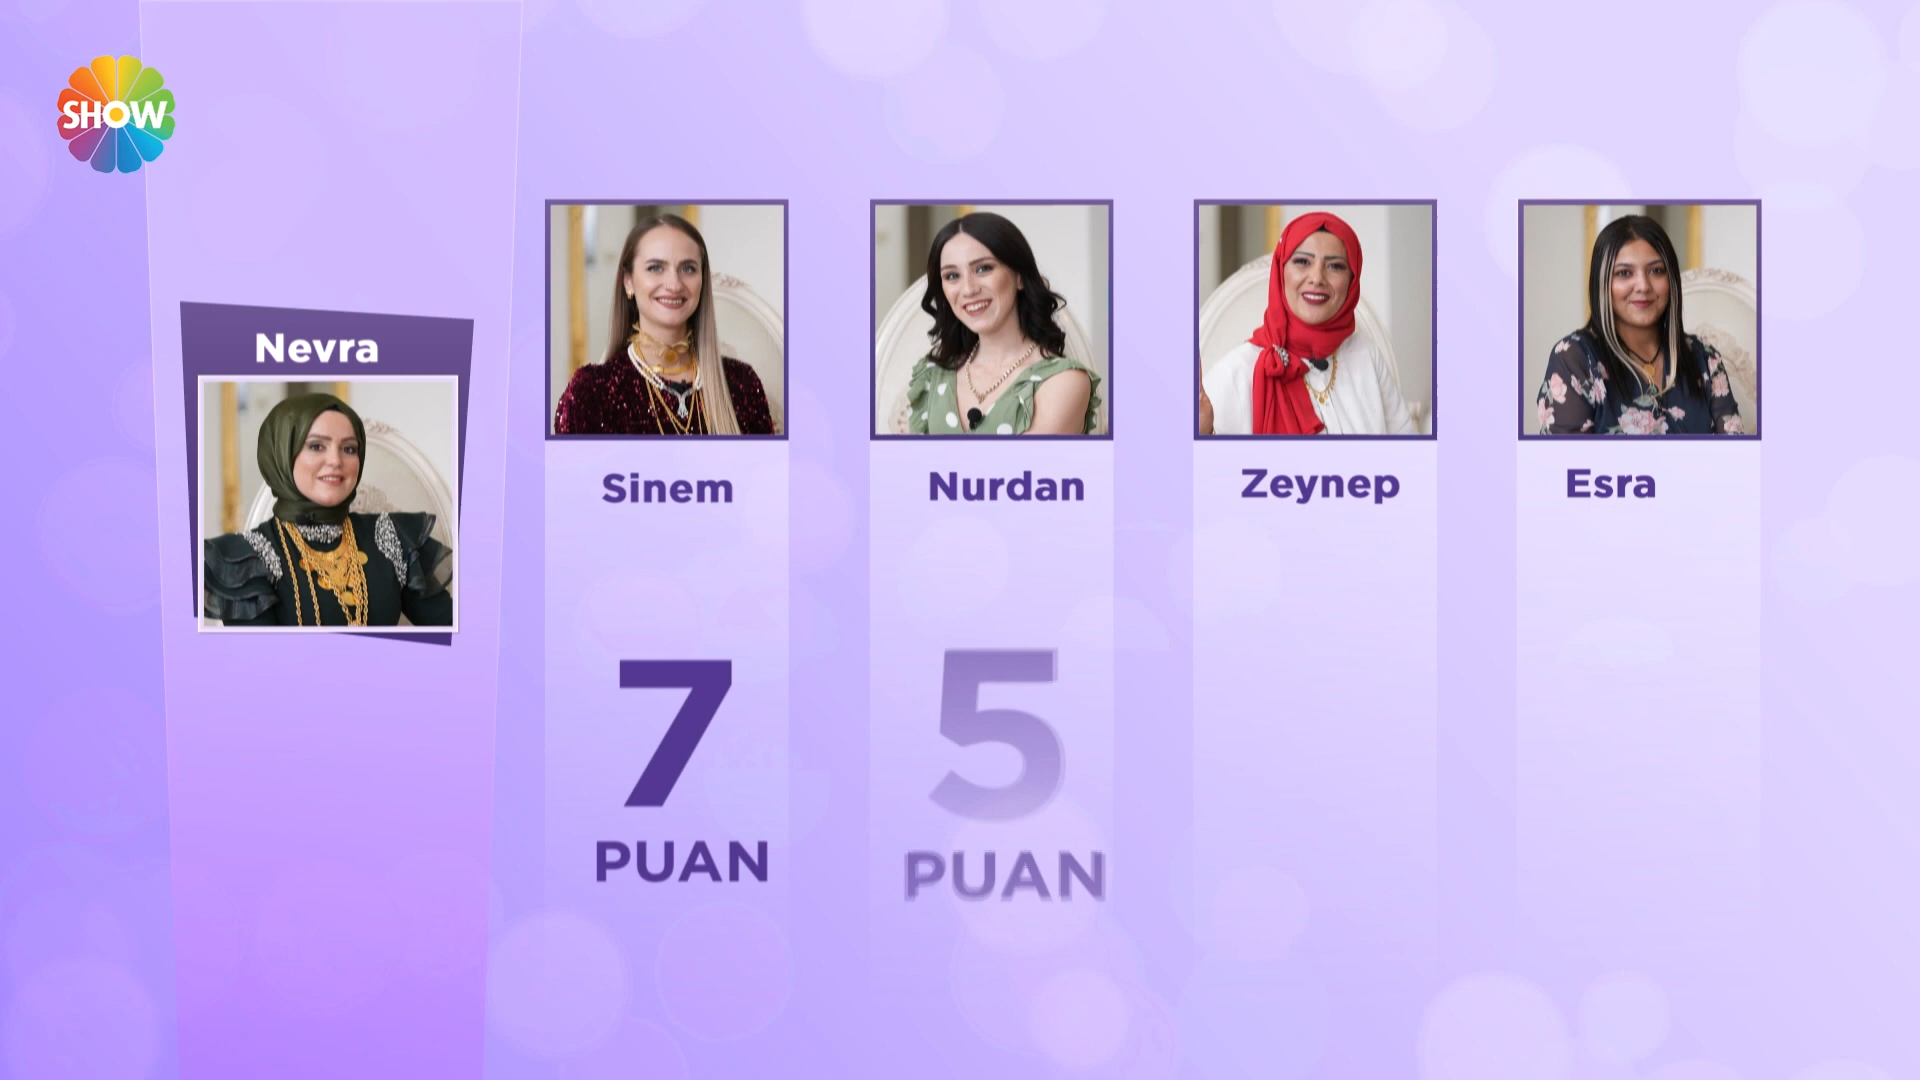 SHOW
Nevra
Sinem
Nurdan
Zeynep
Esra
7
PUAN
5
PUAN